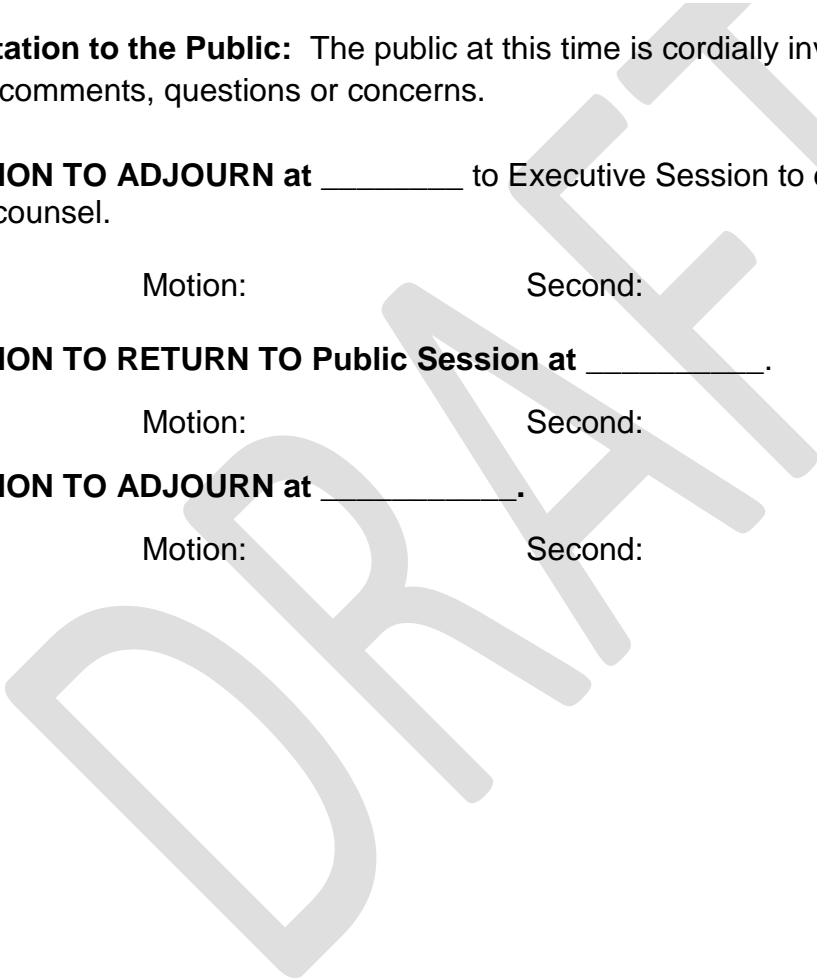 tation to the Public: The public at this time is cordially inv
comments, questions or concerns.
ION TO ADJOURN at ________ to Executive Session to
counsel.
Motion: Second:
ION TO RETURN TO Public Session at __________.
Motion: Second:
ION TO ADJOURN at ___________.
Motion: Second:
DRAFT